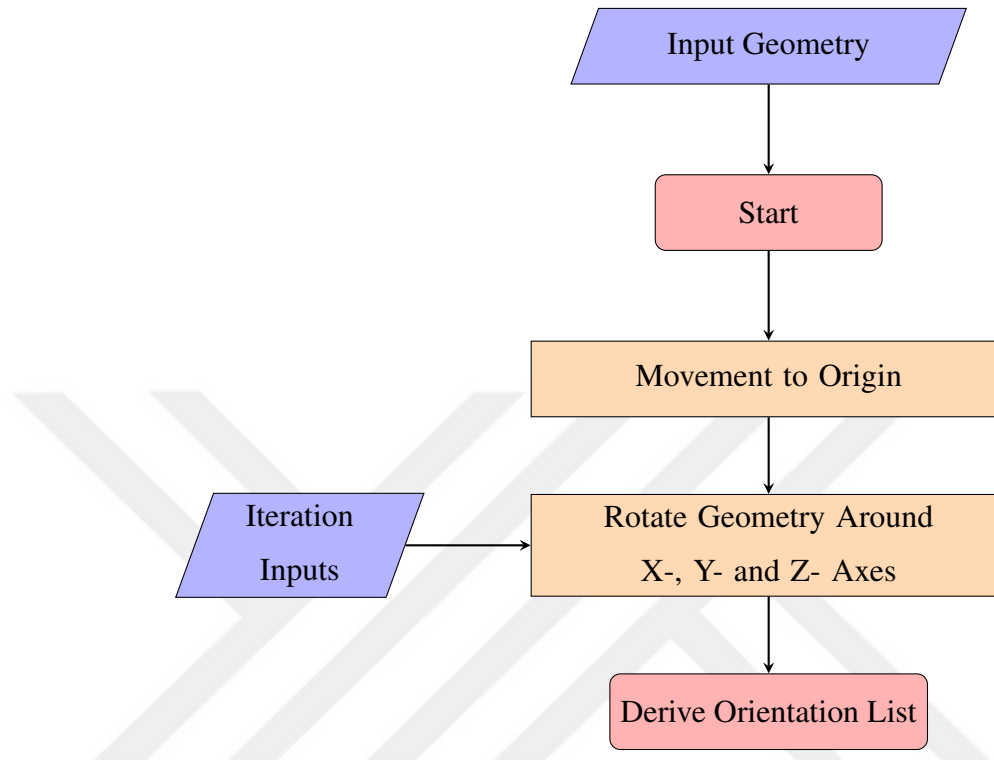 Input Geometry
Start
Movement to Origin
Iteration
Inputs
Rotate Geometry Around
X-, Y- and Z- Axes
Derive Orientation List